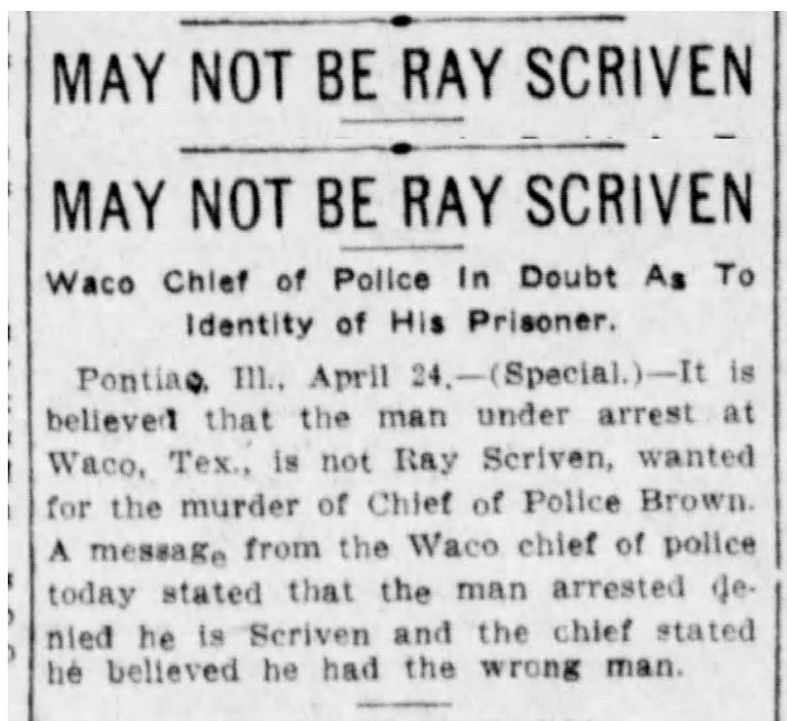 MAY NOT BE RAY SCRIVEN
MAY NOT BE RAY SCRIVEN
Waco Chief of Police In Doubt As To
Identity of His Prisoner.
Pontiac, Ill., April 24.—(Special.)—It is
believed that the man under arrest at
Waco, Tex., is not Ray Scriven, wanted
for the murder of Chief of Police Brown.
A message from the Waco chief of police
today stated that the man arrested de-
nied he is Scriven and the chief stated
he believed he had the wrong man.